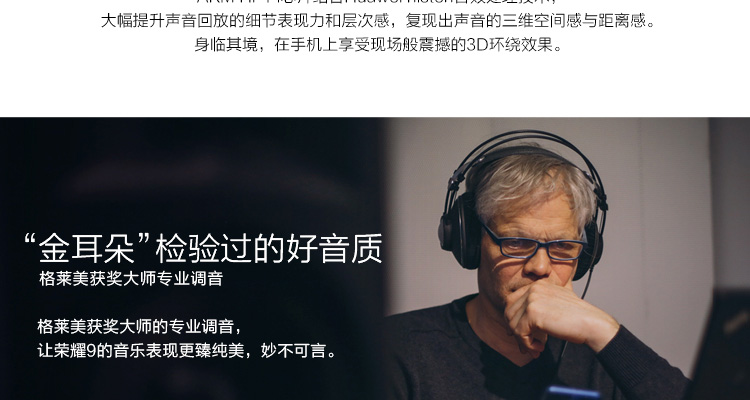 大幅提升声音回放的细节表现力和层次感，复现出声音的三维空间感与距离感。
身临其境，在手机上享受现场般震撼的3D环绕效果。
“金耳朵”检验过的好音质
格莱美获奖大师专业调音
格莱美获奖大师的专业调音，
让荣耀9的音乐表现更臻纯美，妙不可言。